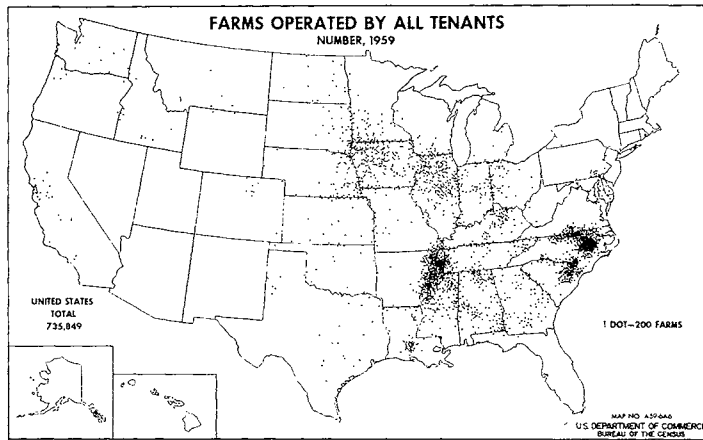 FARMS OPERATED BY ALL TENANTS
NUMBER, 1959
UNITED STATES
TOTAL
735,849
1 DOT—200 FARMS
MAP NO. A59-6A6
U.S. DEPARTMENT OF COMMERCE
BUREAU OF THE CENSUS